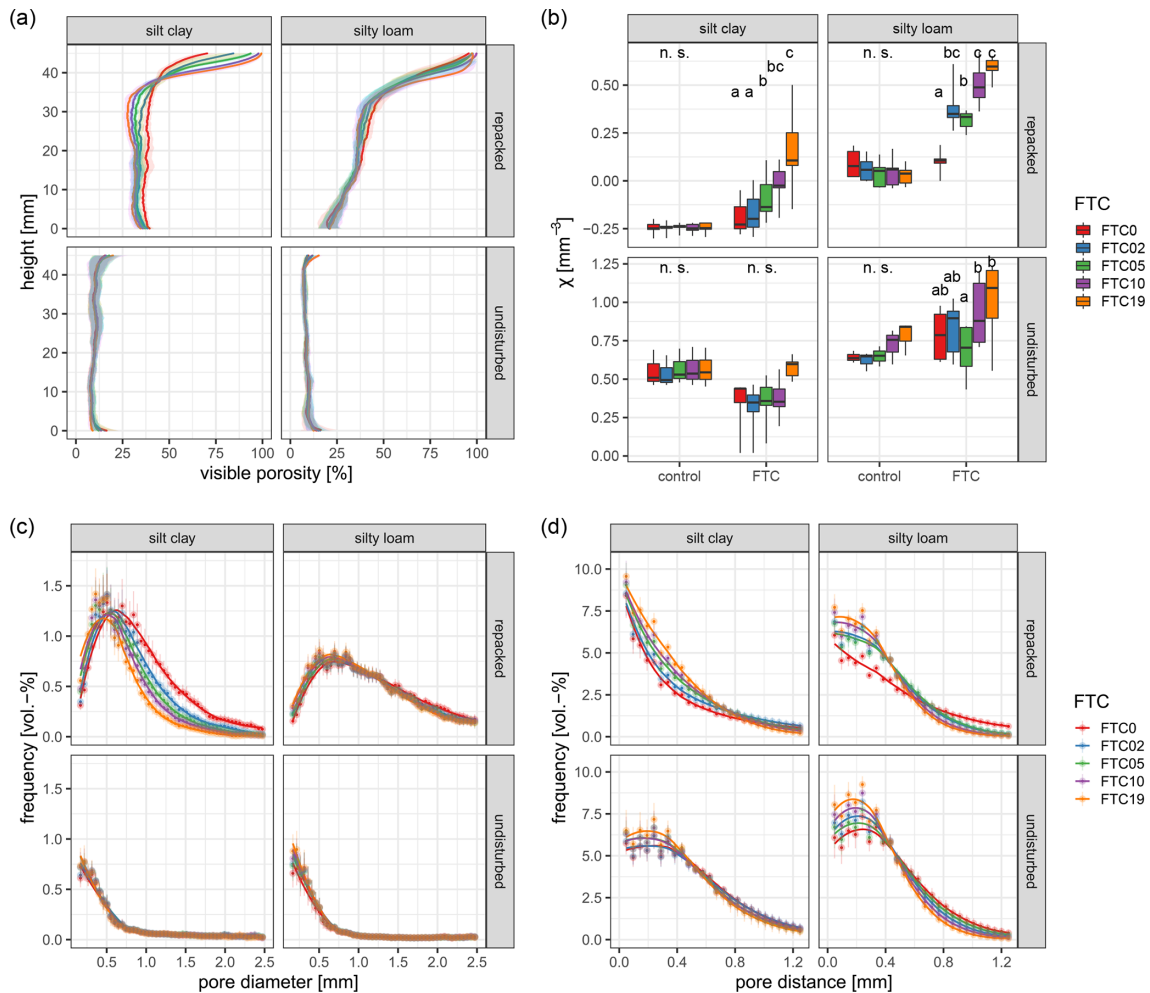 (a)
silt clay
silty loam
40
30
20
10
0
repacked
40
30
20
10
0
undisturbed
height [mm]
0 25 50 75 100 0 25 50 75 100
visible porosity [%]
(b)
silt clay
silty loam
n. s.
a a b bc c
n. s.
a bc b c c
0.50
0.25
0.00
−0.25
repacked
n. s.
n. s.
n. s.
ab ab a b b
1.25
1.00
0.75
0.50
0.25
0.00
undisturbed
χ [mm⁻³]
control FTC control FTC
FTC
FTC0
FTC02
FTC05
FTC10
FTC19
(c)
silt clay
silty loam
1.5
1.0
0.5
0.0
repacked
1.5
1.0
0.5
0.0
undisturbed
frequency [vol.−%]
0.5 1.0 1.5 2.0 2.5 0.5 1.0 1.5 2.0 2.5
pore diameter [mm]
(d)
silt clay
silty loam
10.0
7.5
5.0
2.5
0.0
repacked
10.0
7.5
5.0
2.5
0.0
undisturbed
frequency [vol.−%]
0.0 0.4 0.8 1.2 0.0 0.4 0.8 1.2
pore distance [mm]
FTC
FTC0
FTC02
FTC05
FTC10
FTC19